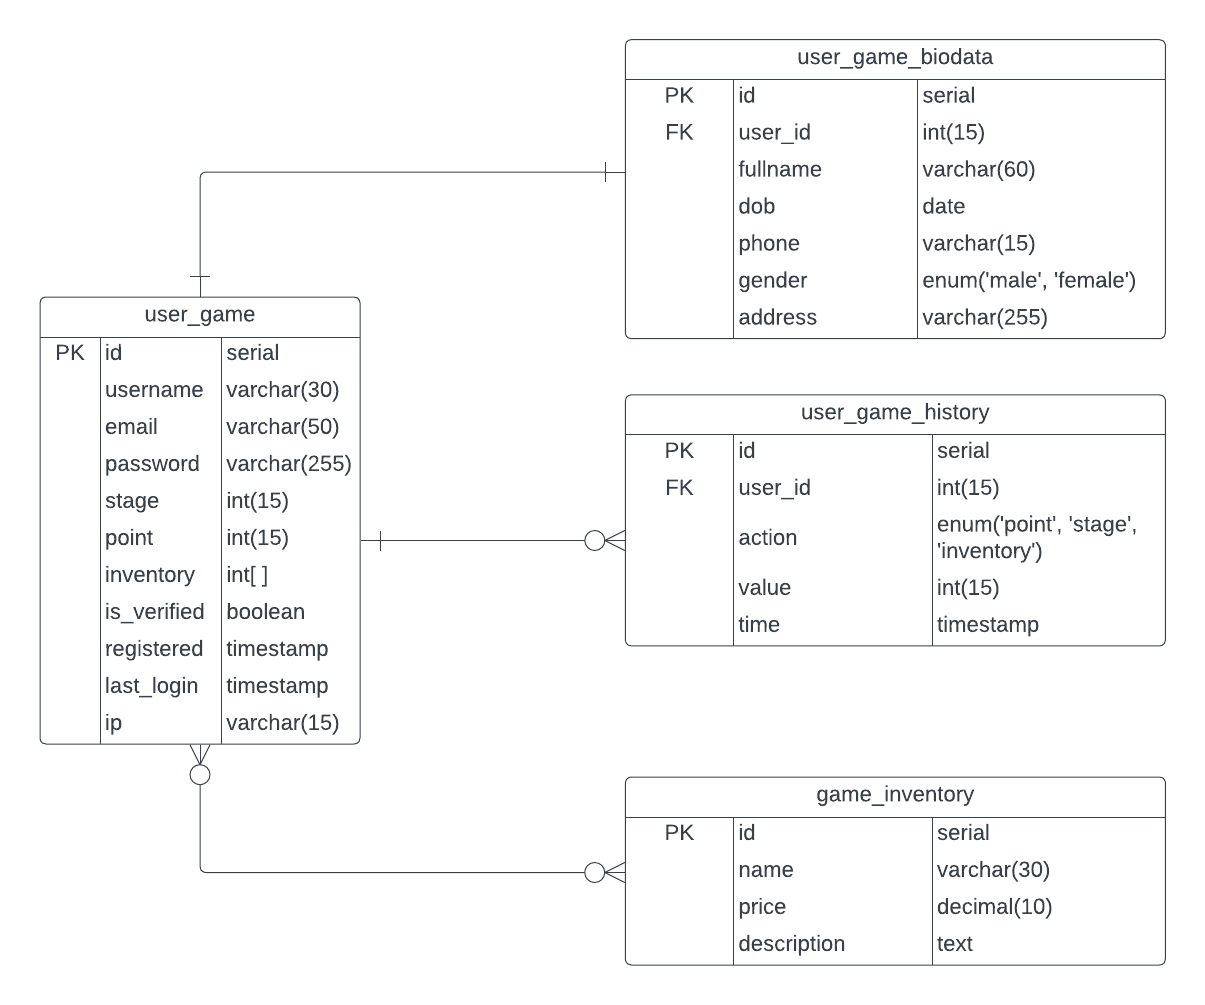 user_game_biodata
PK id serial
FK user_id int(15)
fullname varchar(60)
dob date
phone varchar(15)
gender enum('male', 'female')
address varchar(255)
user_game
PK id serial
username varchar(30)
email varchar(50)
password varchar(255)
stage int(15)
point int(15)
inventory int[ ]
is_verified boolean
registered timestamp
last_login timestamp
ip varchar(15)
user_game_history
PK id serial
FK user_id int(15)
action enum('point', 'stage',
'inventory')
value int(15)
time timestamp
game_inventory
PK id serial
name varchar(30)
price decimal(10)
description text